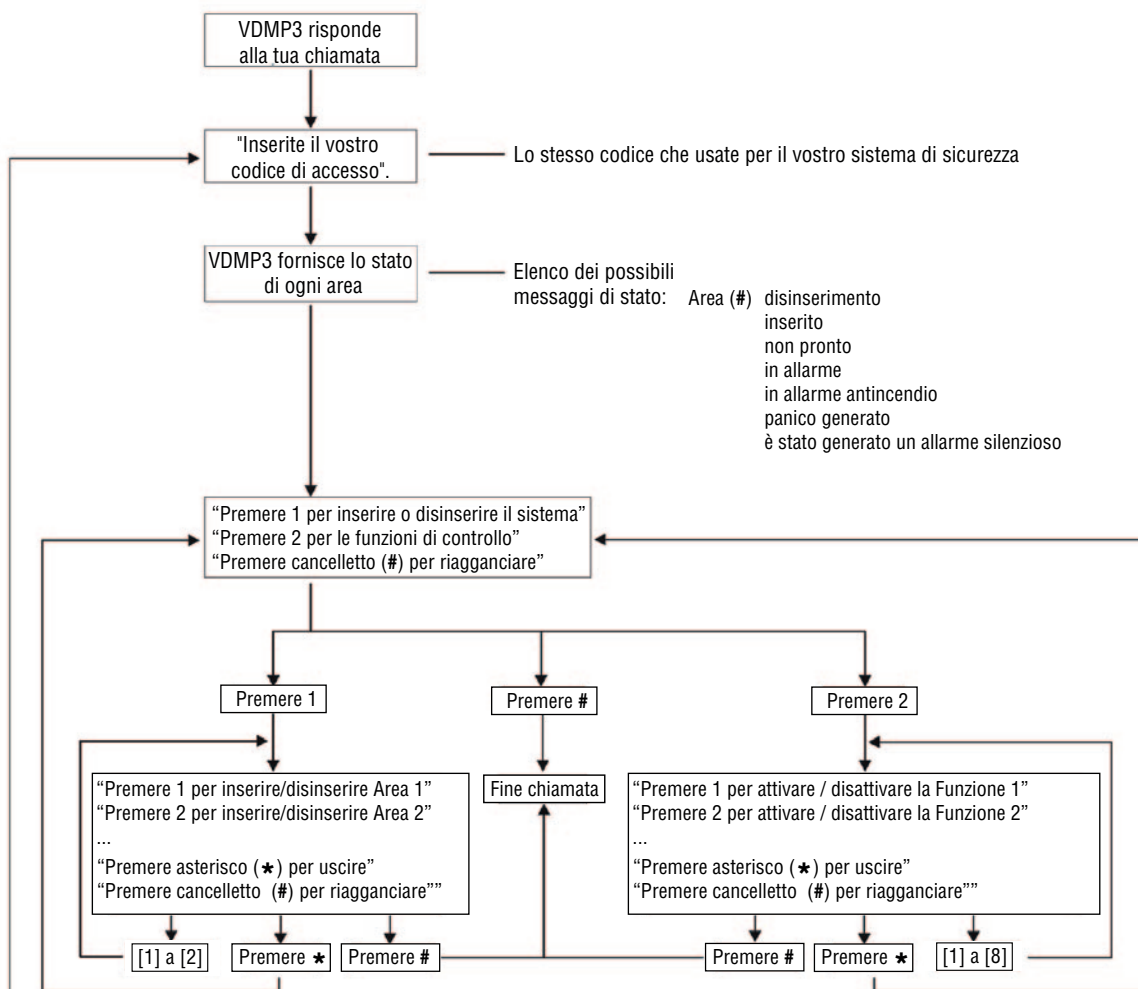 VDMP3 risponde
alla tua chiamata
"Inserite il vostro
codice di accesso".
Lo stesso codice che usate per il vostro sistema di sicurezza
VDMP3 fornisce lo stato
di ogni area
Elenco dei possibili
messaggi di stato:
Area (#) disinserimento
inserito
non pronto
in allarme
in allarme antincendio
panico generato
è stato generato un allarme silenzioso
“Premere 1 per inserire o disinserire il sistema”
“Premere 2 per le funzioni di controllo”
“Premere cancelletto (#) per riagganciare”
Premere 1
Premere #
Premere 2
“Premere 1 per inserire/disinserire Area 1”
“Premere 2 per inserire/disinserire Area 2”
...
“Premere asterisco (*) per uscire”
“Premere cancelletto (#) per riagganciare””
Fine chiamata
“Premere 1 per attivare / disattivare la Funzione 1”
“Premere 2 per attivare / disattivare la Funzione 2”
...
“Premere asterisco (*) per uscire”
“Premere cancelletto (#) per riagganciare””
[1] a [2]
Premere *
Premere #
Premere #
Premere *
[1] a [8]